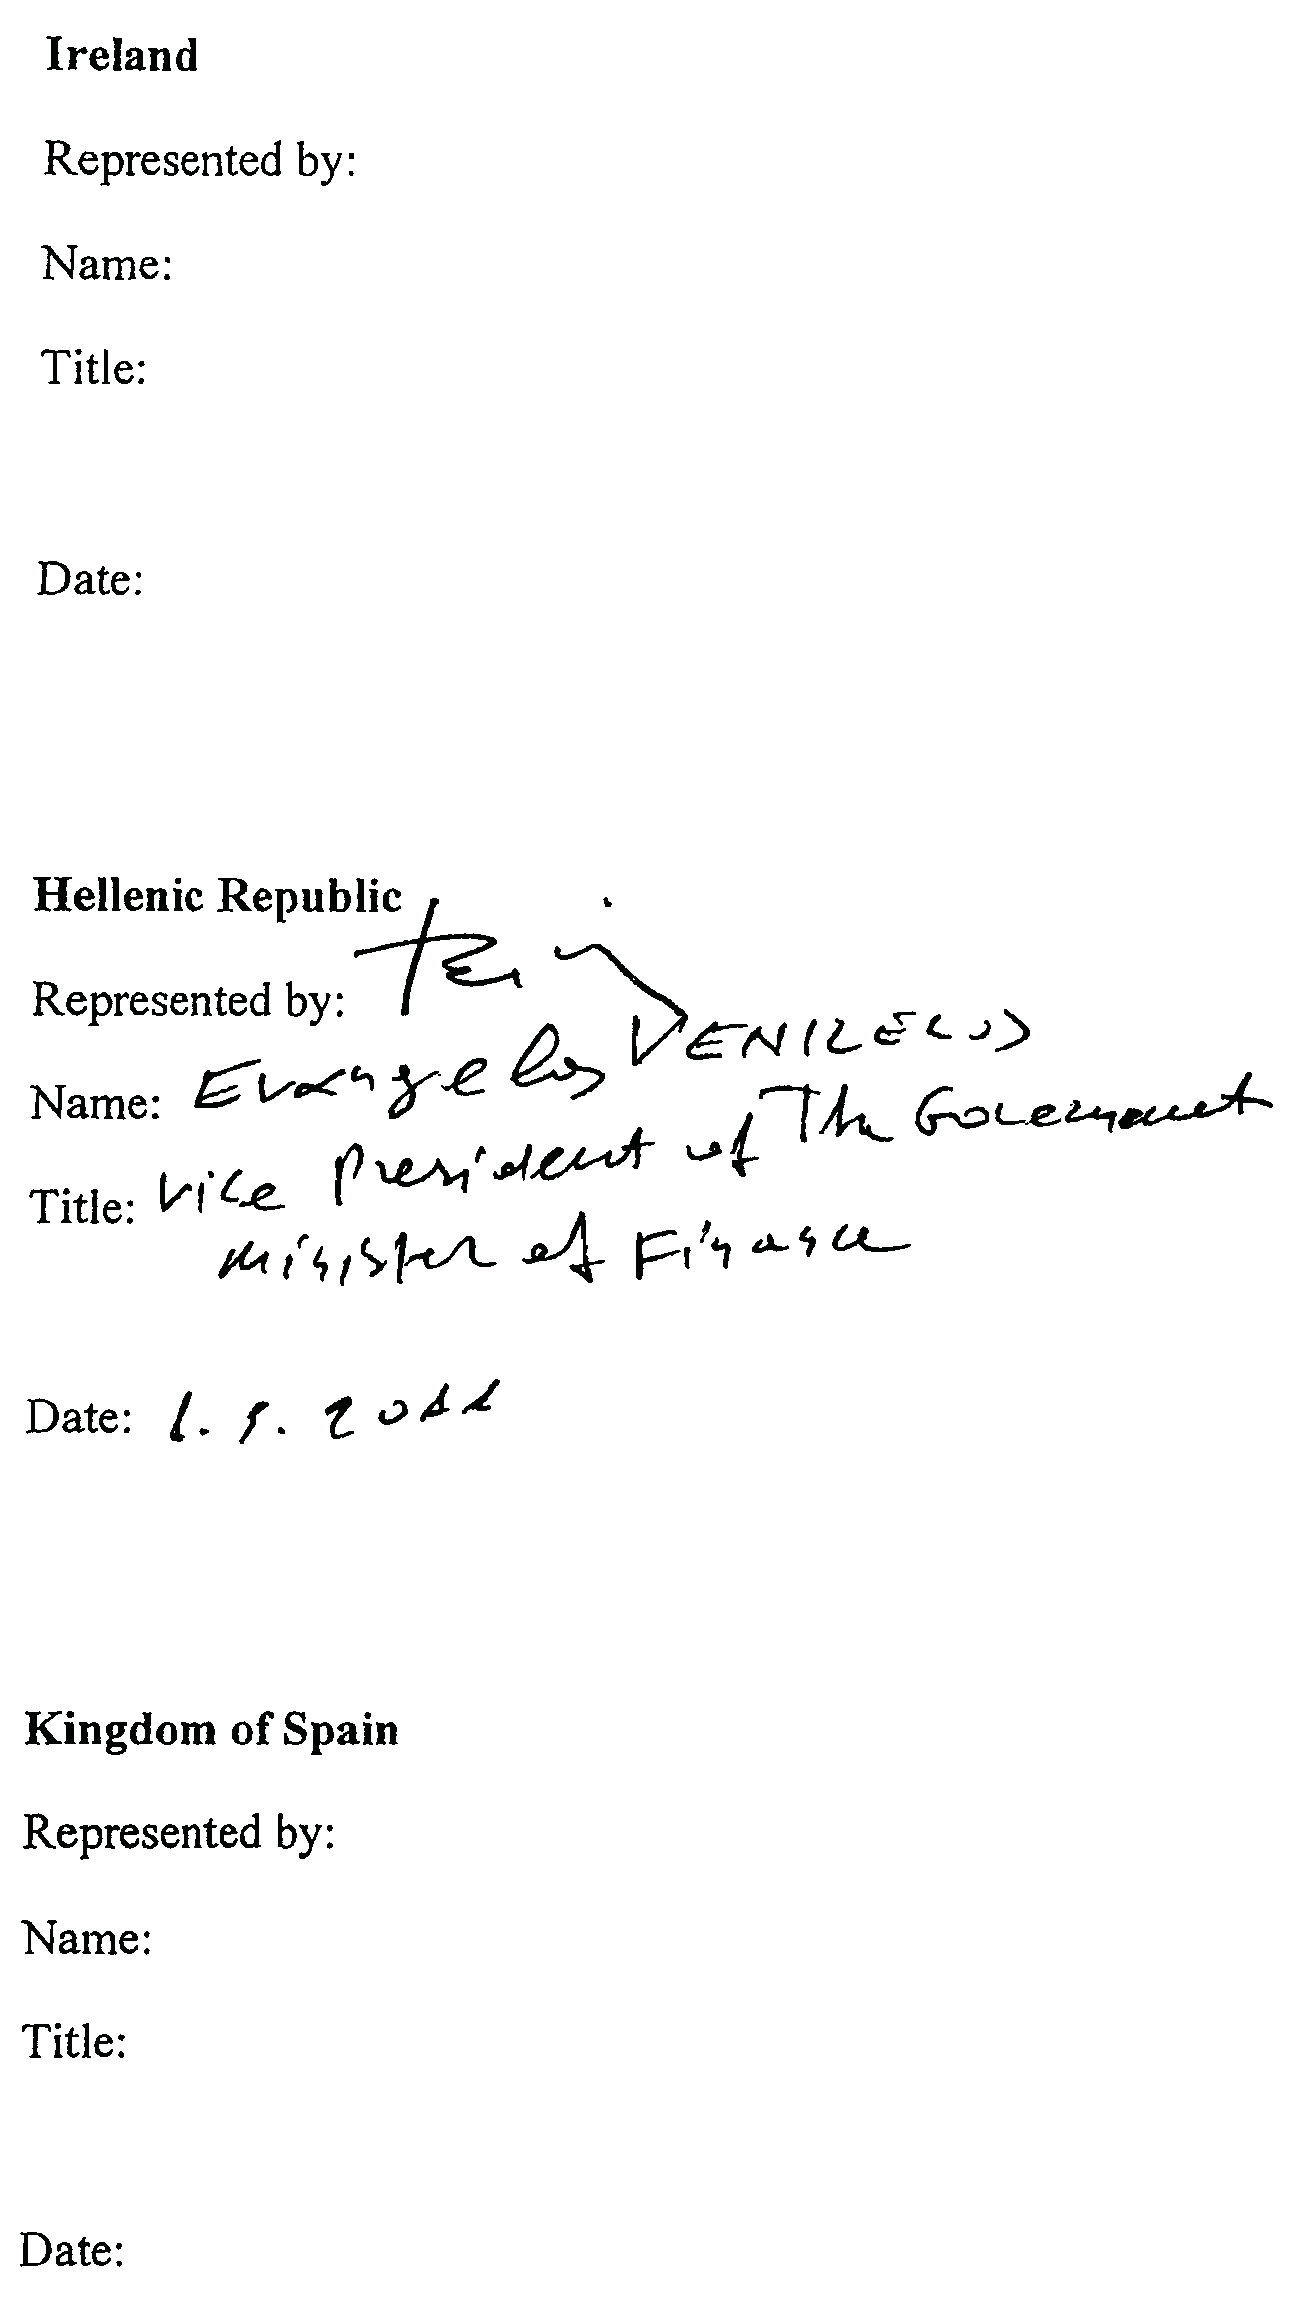 Ireland
Represented by:
Name:
Title:
Date:
Hellenic Republic
Represented by:
Name: Evangelos VENIZELOS
Title: Vice President of The Government
Minister of Finance
Date: 1. 9. 2011
Kingdom of Spain
Represented by:
Name:
Title:
Date: